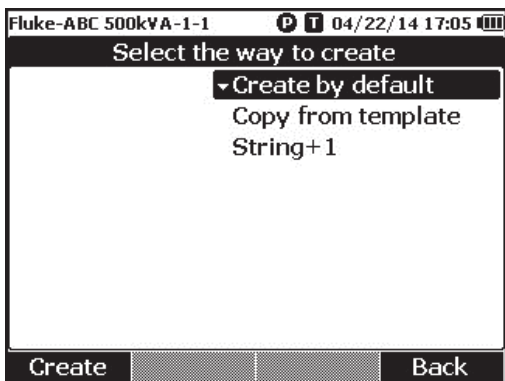 Fluke-ABC 500kVA-1-1 P T 04/22/14 17:05
Select the way to create
Create by default
Copy from template
String+1
Create Back